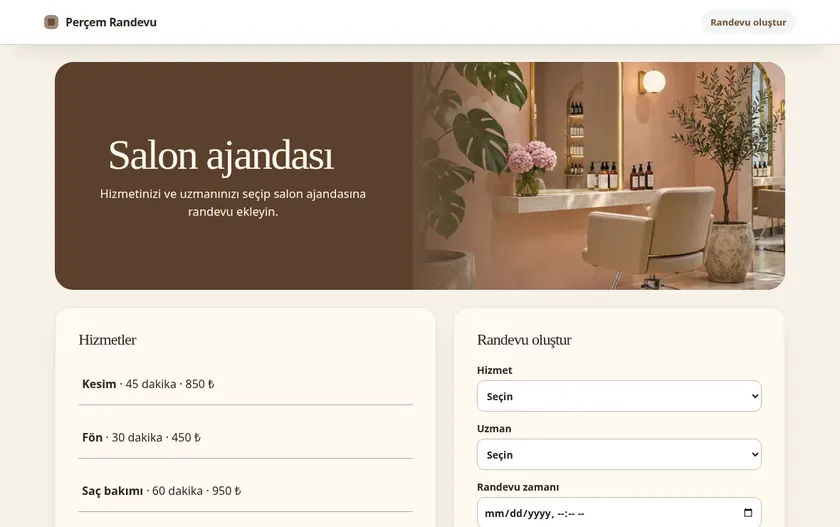 Perçem Randevu
Randevu oluştur
Salon ajandası
Hizmetinizi ve uzmanınızı seçip salon ajandasına
randevu ekleyin.
Hizmetler
Kesim · 45 dakika · 850 ₺
Fön · 30 dakika · 450 ₺
Saç bakımı · 60 dakika · 950 ₺
Randevu oluştur
Hizmet
Seçin
Uzman
Seçin
Randevu zamanı
mm/dd/yyyy, --:-- --